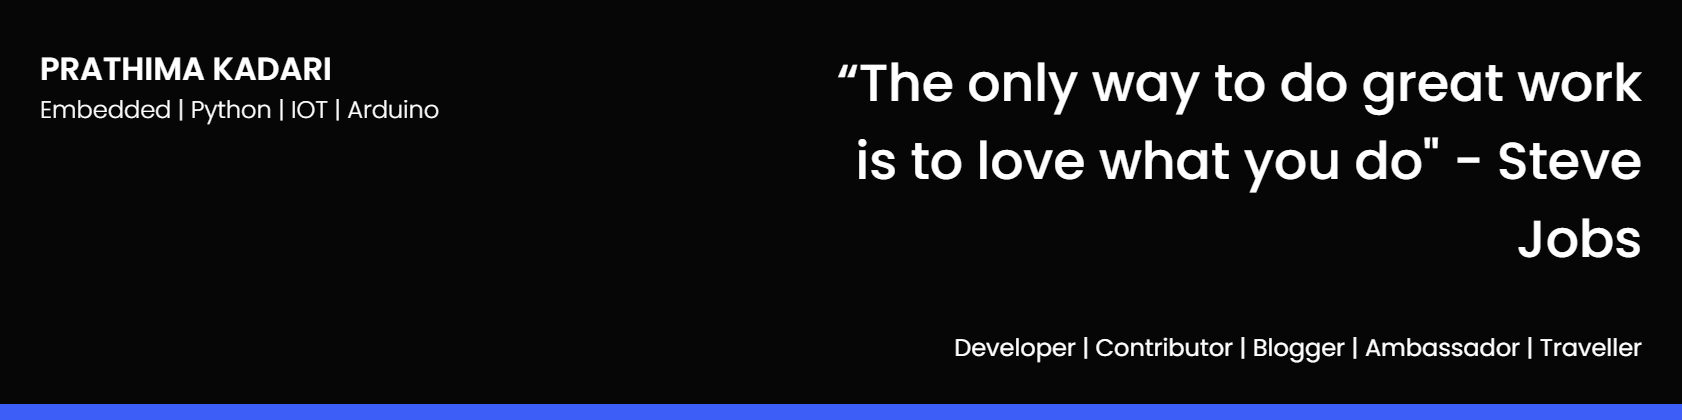 PRATHIMA KADARI
Embedded | Python | IOT | Arduino
“The only way to do great work
is to love what you do" - Steve
Jobs
Developer | Contributor | Blogger | Ambassador | Traveller